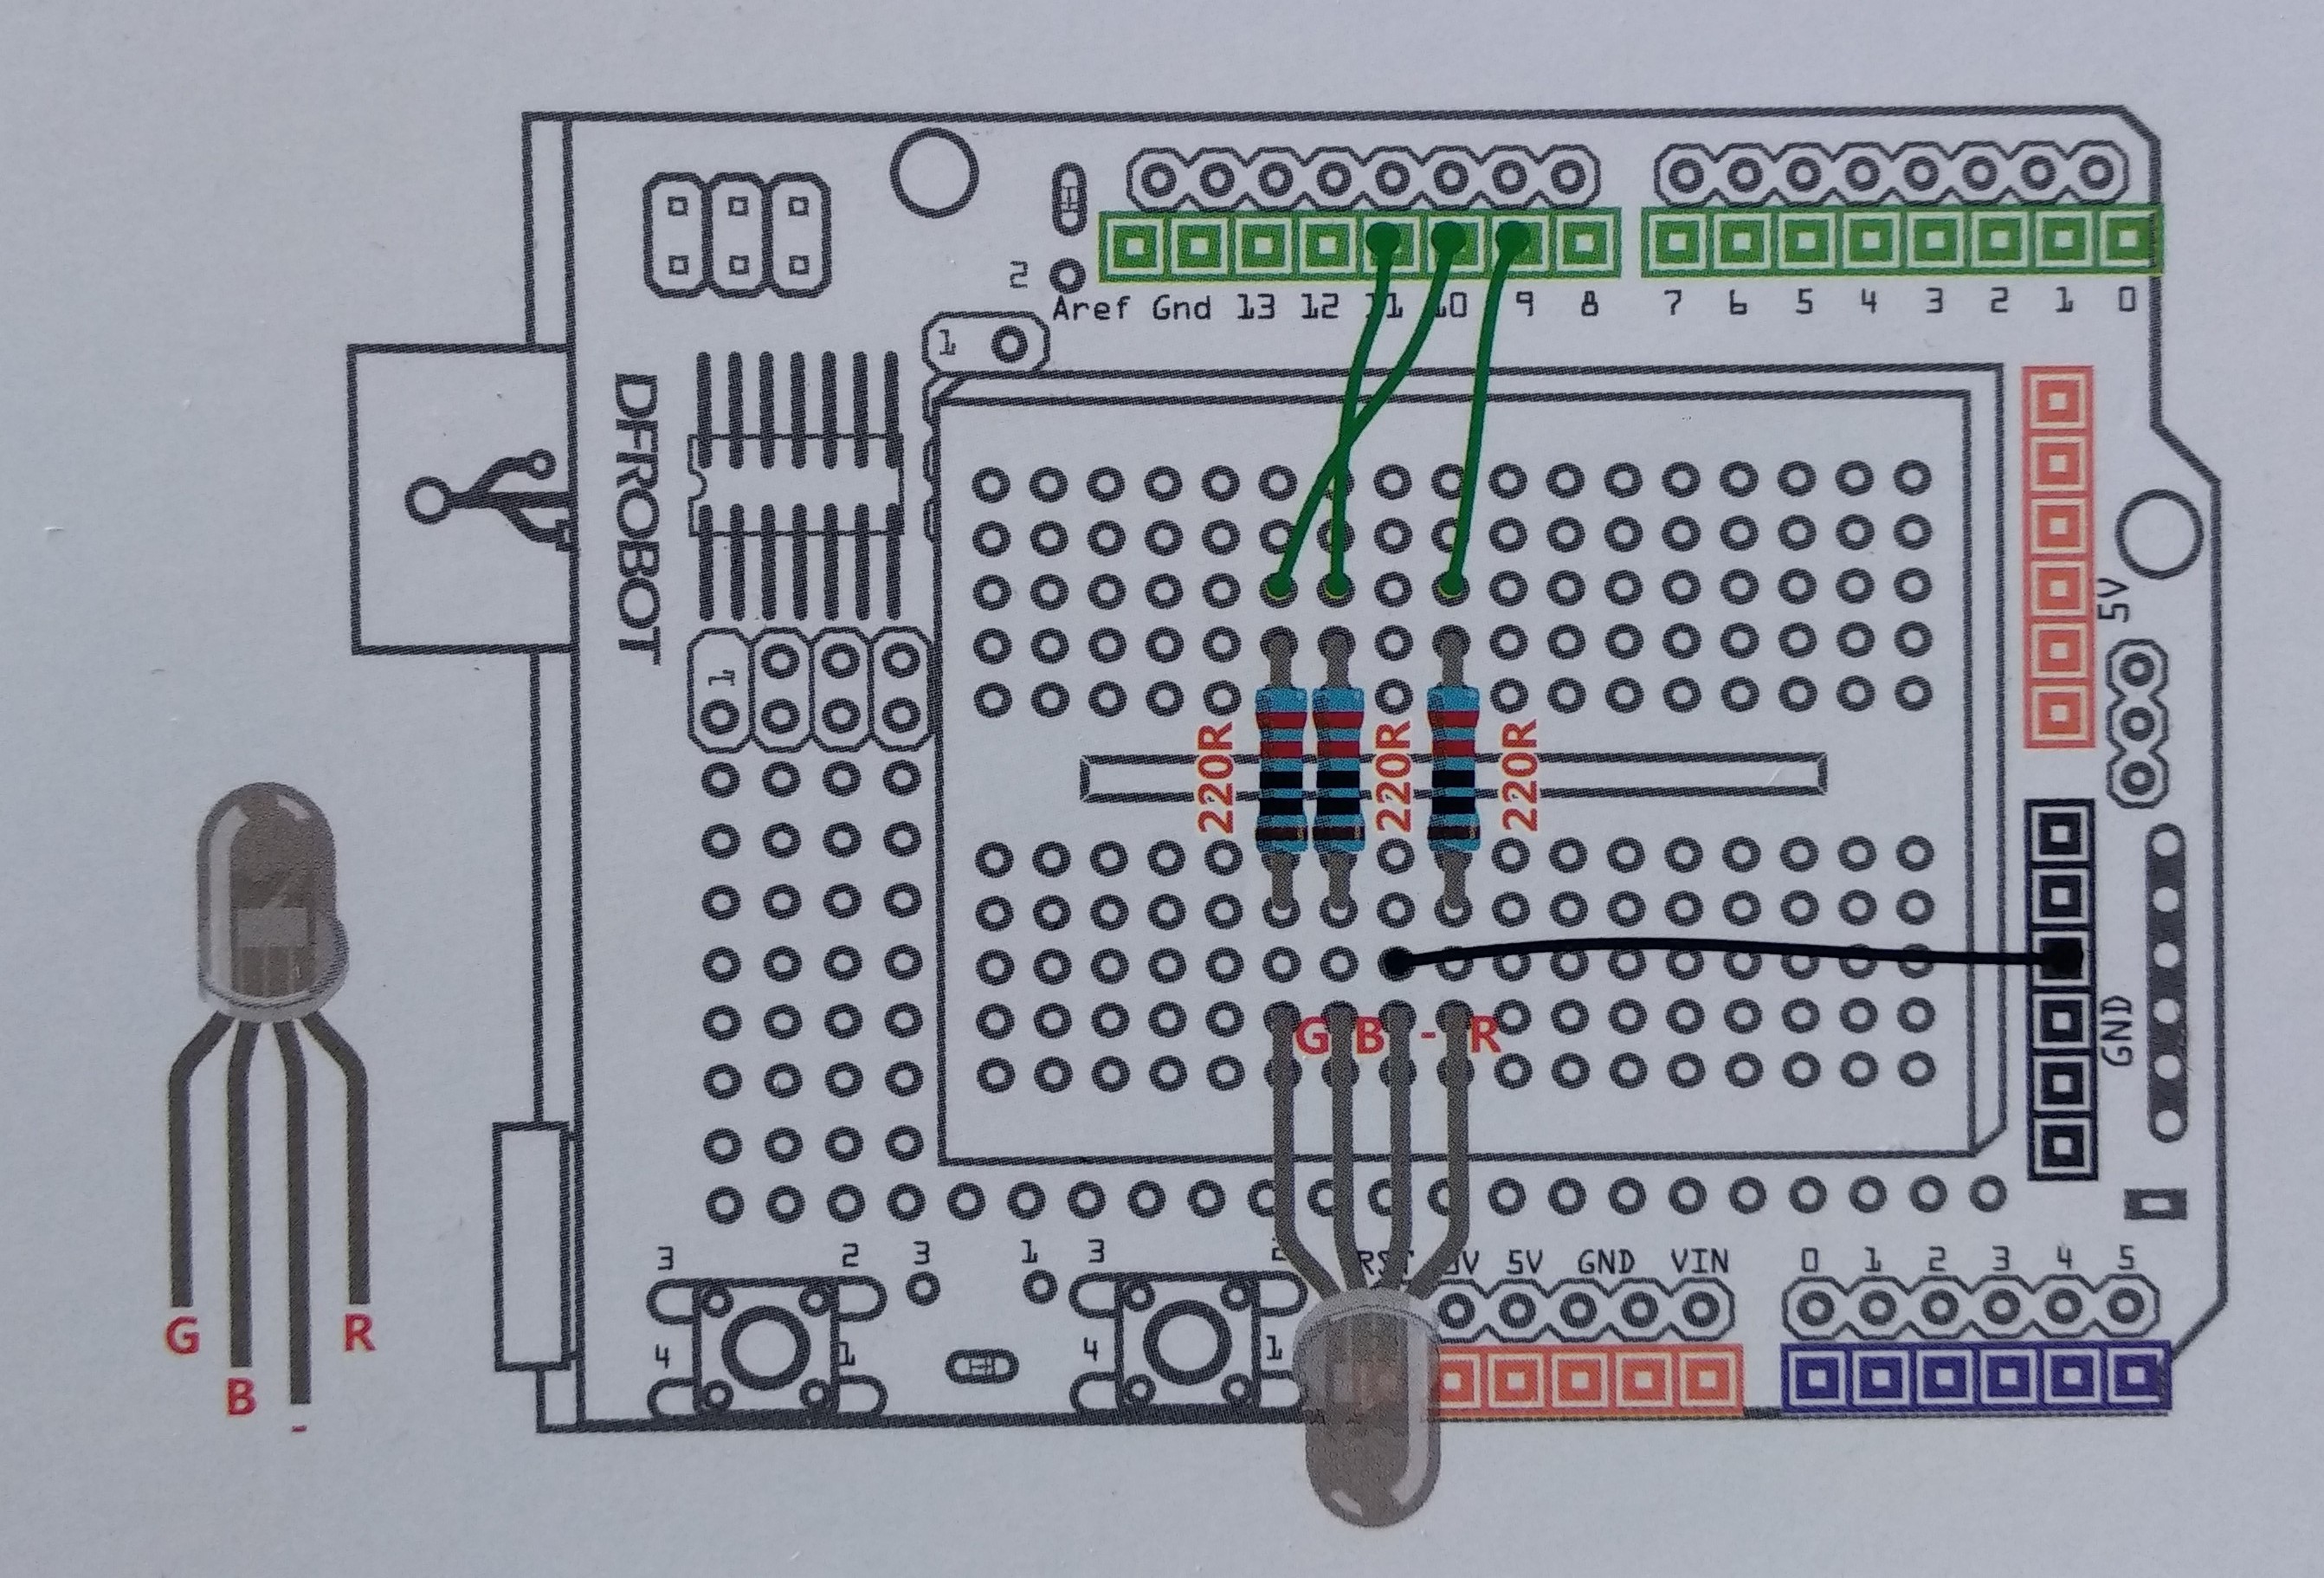 2
Aref Gnd 13 12 11 10 9 8 7 6 5 4 3 2 1 0
1
DFROBOT
5V
1
220R 220R 220R
GND
G B - R
3 2 3 1 3
RST 5V GND VIN 0 1 2 3 4 5
4 1 4 1
G R
B
-